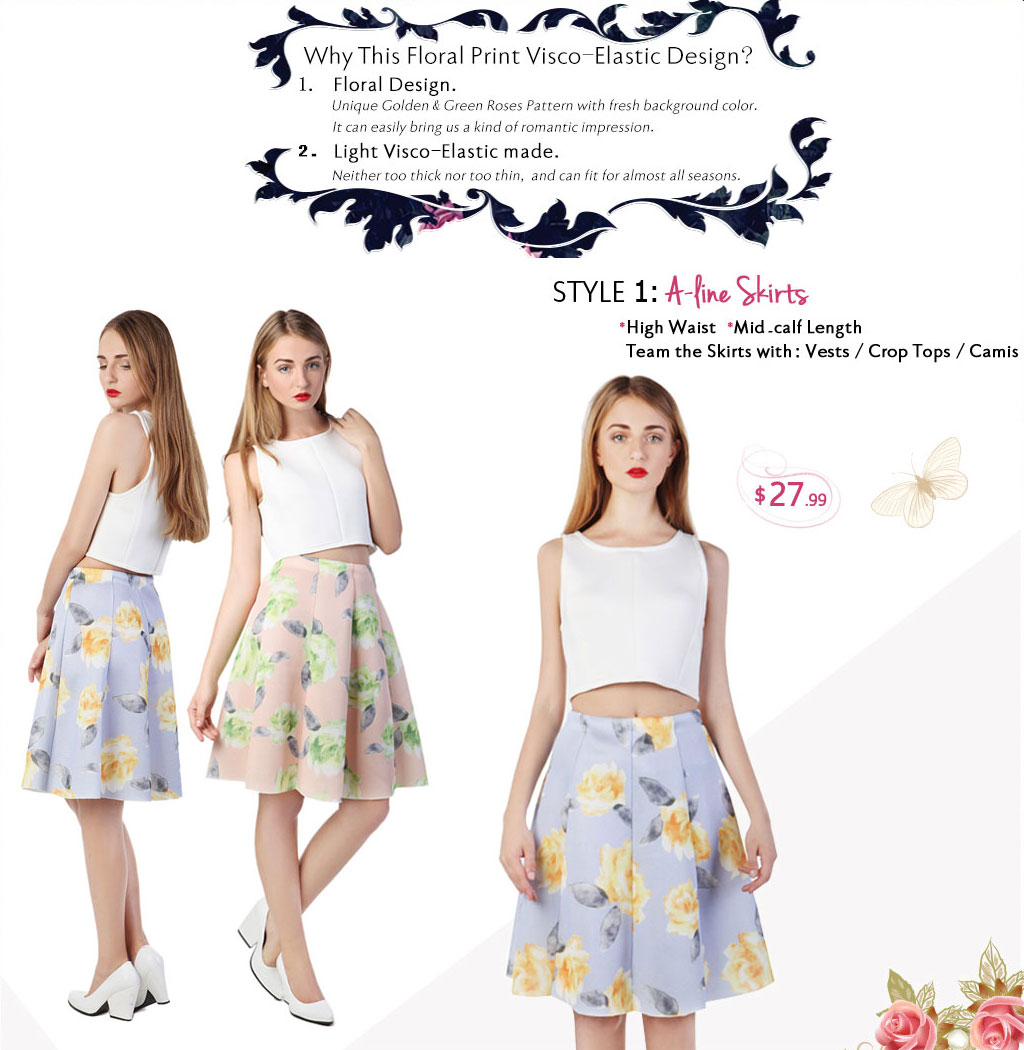 Why This Floral Print Visco-Elastic Design?
1. Floral Design.
Unique Golden & Green Roses Pattern with fresh background color.
It can easily bring us a kind of romantic impression.
2. Light Visco-Elastic made.
Neither too thick nor too thin, and can fit for almost all seasons.
STYLE 1: A-line Skirts
*High Waist *Mid-calf Length
Team the Skirts with: Vests / Crop Tops / Camis
$27.99